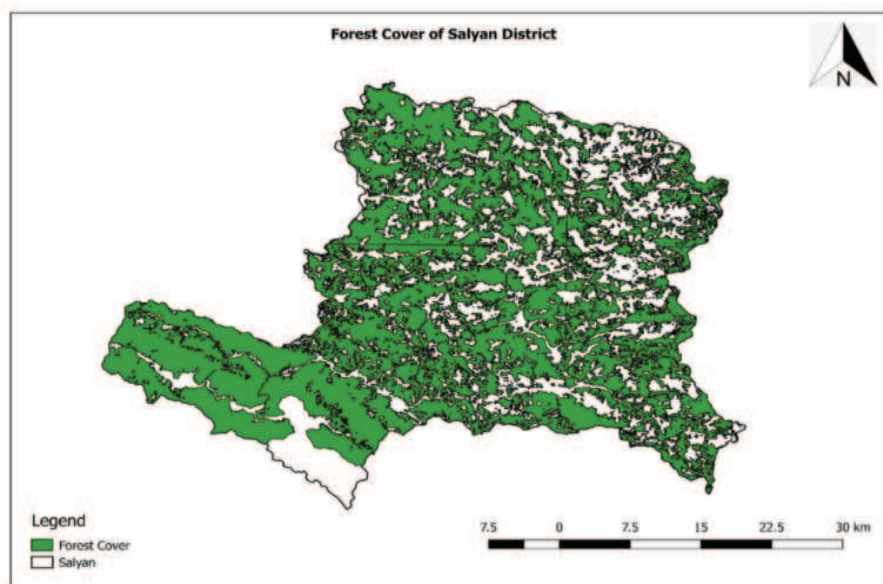 Forest Cover of Salyan District
N
Legend
Forest Cover
Salyan
7.5 0 7.5 15 22.5 30 km